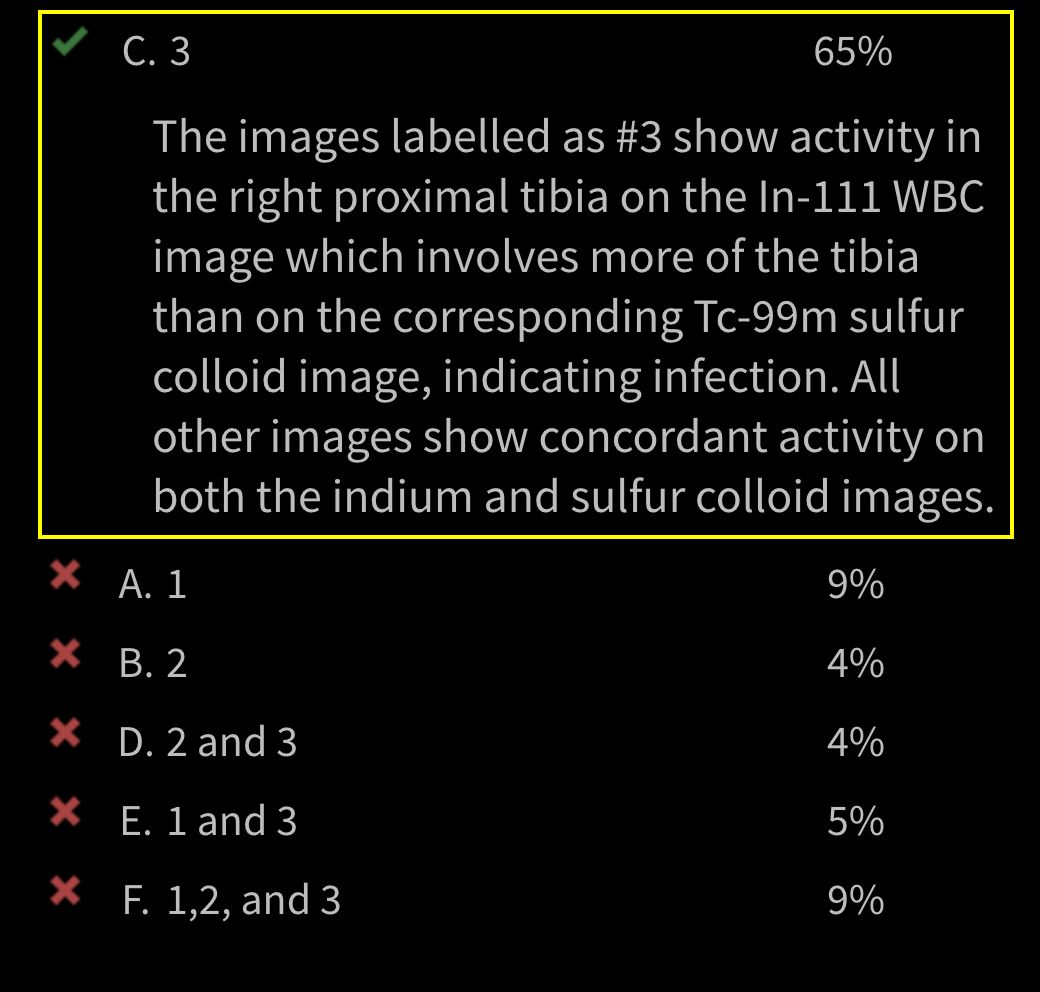 C. 3 65%
The images labelled as #3 show activity in
the right proximal tibia on the In-111 WBC
image which involves more of the tibia
than on the corresponding Tc-99m sulfur
colloid image, indicating infection. All
other images show concordant activity on
both the indium and sulfur colloid images.
A. 1 9%
B. 2 4%
D. 2 and 3 4%
E. 1 and 3 5%
F. 1,2, and 3 9%